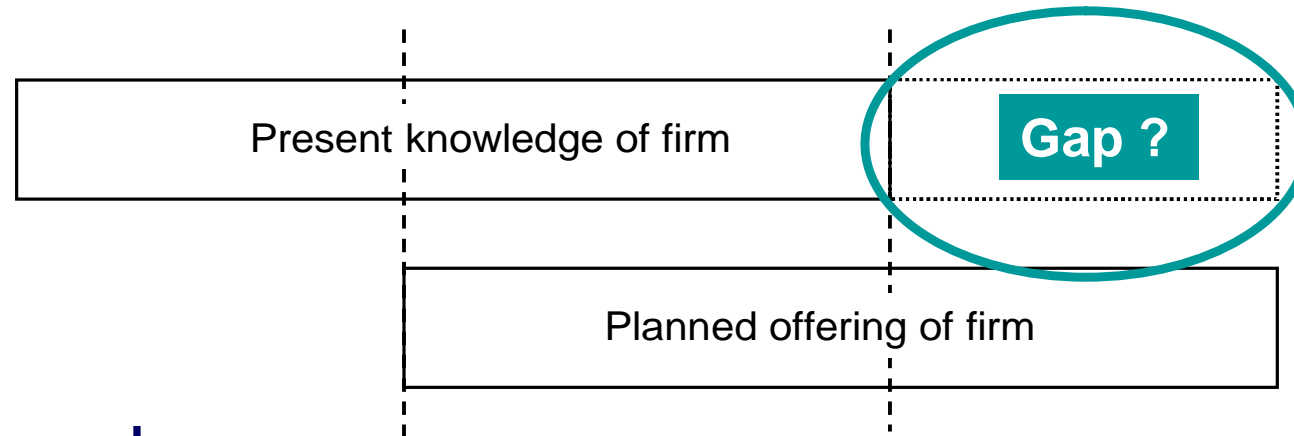 Present knowledge of firm
Gap ?
Planned offering of firm